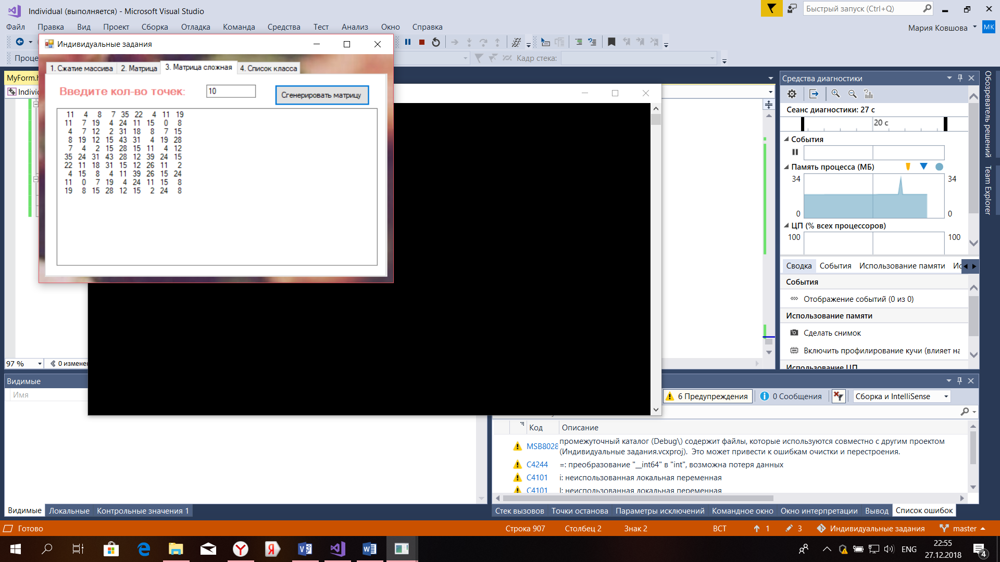 Individual (выполняется) - Microsoft Visual Studio
Быстрый запуск (Ctrl+Q)
Файл Правка Вид Проект Сборка Отладка Команда Средства Тест Анализ Окно Справка
Мария Ковшова МК
Кадр стека:
MyForm.h
Индивидуальные задания
1. Сжатие массива 2. Матрица 3. Матрица сложная 4. Список класса
Введите кол-во точек: 10 Сгенерировать матрицу
11 4 8 7 35 22 4 11 19
11 7 19 4 24 11 15 0 8
4 7 12 2 31 18 8 7 15
8 19 12 15 43 31 4 19 28
7 4 2 15 28 15 11 4 12
35 24 31 43 28 12 39 24 15
22 11 18 31 15 12 26 11 2
4 15 8 4 11 39 26 15 24
11 0 7 19 4 24 11 15 8
19 8 15 28 12 15 2 24 8
97 %
Средства диагностики
Сеанс диагностики: 27 с
20 с
События
Память процесса (МБ)
34 34
0 0
ЦП (% всех процессоров)
100 100
Сводка События Использование памяти Ис
События
Отображение событий (0 из 0)
Использование памяти
Сделать снимок
Включить профилирование кучи (влияет на
Использование ЦП
Обозреватель решений
Team Explorer
Видимые
Имя
Видимые Локальные Контрольные значения 1
6 Предупреждения 0 Сообщения Сборка и IntelliSense
Код Описание
MSB8028 промежуточный каталог (Debug\) содержит файлы, которые используются совместно с другим проектом
(Индивидуальные задания.vcxproj). Это может привести к ошибкам очистки и перестроения.
C4244 =: преобразование "__int64" в "int", возможна потеря данных
C4101 i: неиспользованная локальная переменная
C4101 l: неиспользованная локальная переменная
Стек вызовов Точки останова Параметры исключений Командное окно Окно интерпретации Вывод Список ошибок
Готово Строка 907 Столбец 2 Знак 2 ВСТ 1 3 Индивидуальные задания master
ENG 22:55
27.12.2018
4